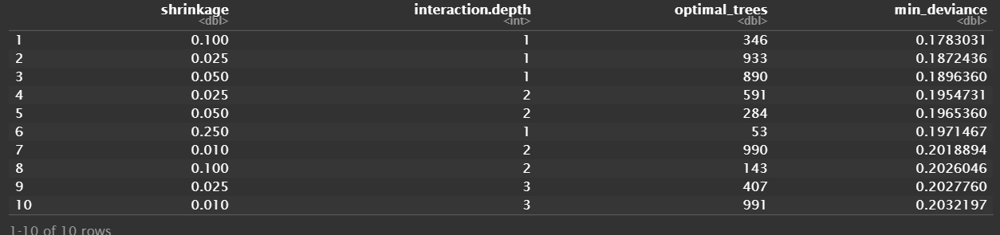 shrinkage interaction.depth optimal_trees min_deviance
<dbl> <int> <dbl> <dbl>
1 0.100 1 346 0.1783031
2 0.025 1 933 0.1872436
3 0.050 1 890 0.1896360
4 0.025 2 591 0.1954731
5 0.050 2 284 0.1965360
6 0.250 1 53 0.1971467
7 0.010 2 990 0.2018894
8 0.100 2 143 0.2026046
9 0.025 3 407 0.2027760
10 0.010 3 991 0.2032197
1-10 of 10 rows